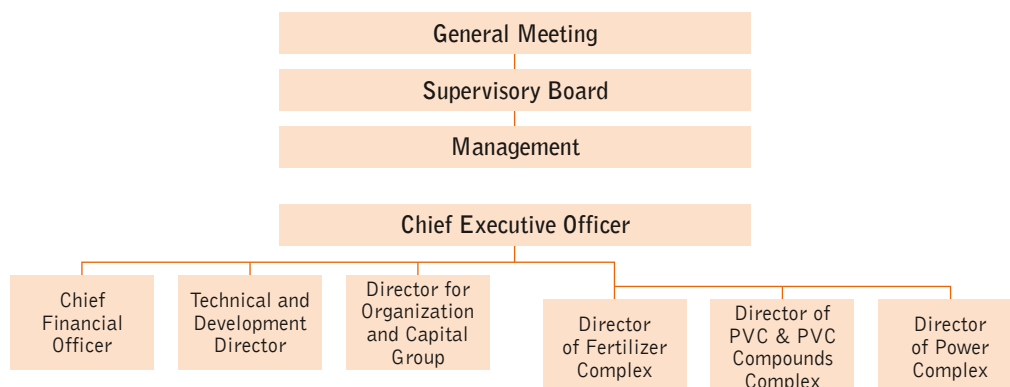 General Meeting
Supervisory Board
Management
Chief Executive Officer
Chief
Financial
Officer
Technical and
Development
Director
Director for
Organization
and Capital
Group
Director
of Fertilizer
Complex
Director of
PVC & PVC
Compounds
Complex
Director
of Power
Complex